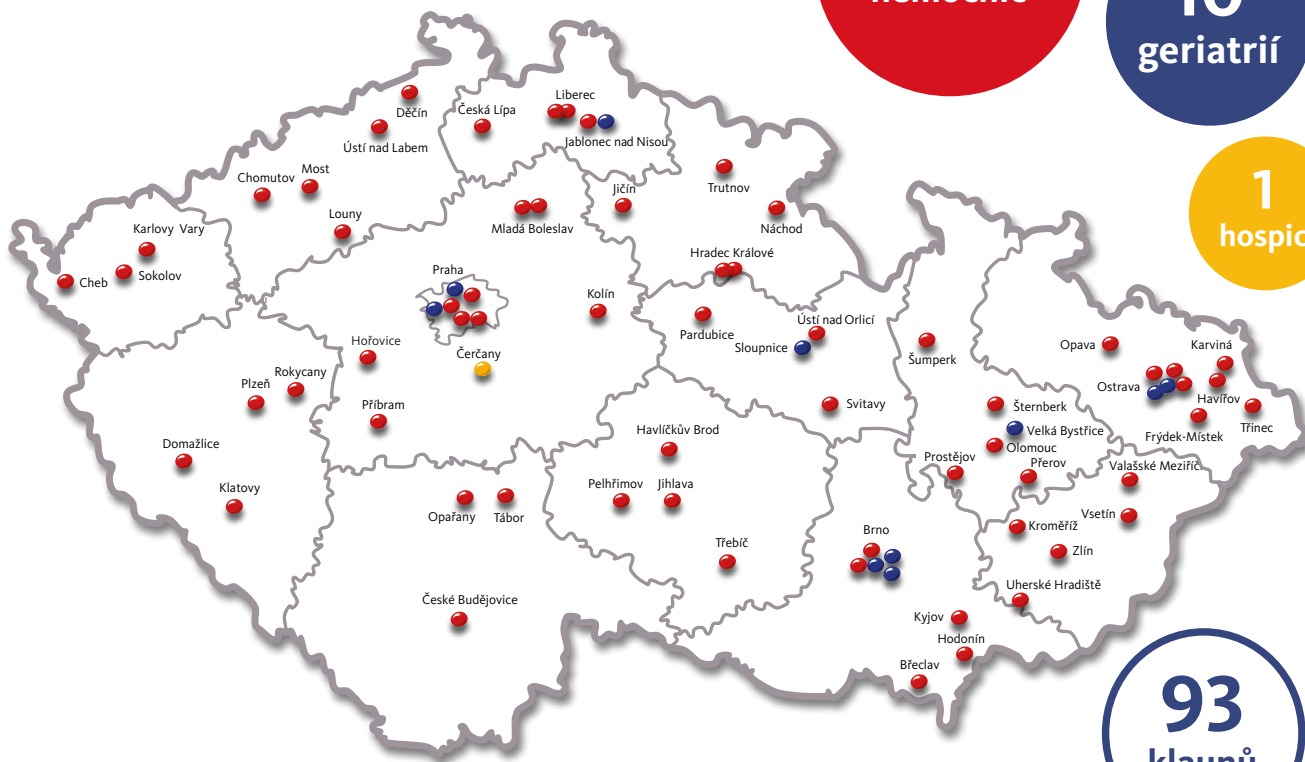 nemocnic
10
geriatrií
1
hospic
Děčín
Česká Lípa
Liberec
Ústí nad Labem
Jablonec nad Nisou
Chomutov
Most
Trutnov
Jičín
Louny
Mladá Boleslav
Náchod
Karlovy Vary
Sokolov
Cheb
Hradec Králové
Praha
Kolín
Pardubice
Ústí nad Orlicí
Sloupnice
Hořovice
Čerčany
Šumperk
Opava
Karviná
Ostrava
Havířov
Třinec
Frýdek-Místek
Plzeň
Rokycany
Příbram
Svitavy
Šternberk
Velká Bystřice
Olomouc
Domažlice
Havlíčkův Brod
Prostějov
Přerov
Valašské Meziříč
Klatovy
Pelhřimov
Jihlava
Opařany
Tábor
Vsetín
Kroměříž
Brno
Třebíč
Zlín
Uherské Hradiště
České Budějovice
Kyjov
Hodonín
Břeclav
93
klaunů